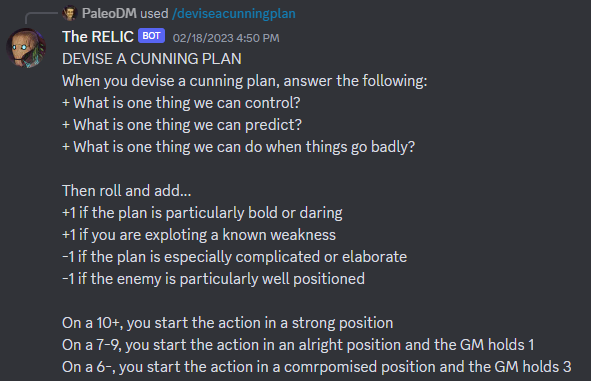 PaleoDM used /deviseacunningplan
The RELIC BOT 02/18/2023 4:50 PM
DEVISE A CUNNING PLAN
When you devise a cunning plan, answer the following:
+ What is one thing we can control?
+ What is one thing we can predict?
+ What is one thing we can do when things go badly?
Then roll and add...
+1 if the plan is particularly bold or daring
+1 if you are exploting a known weakness
-1 if the plan is especially complicated or elaborate
-1 if the enemy is particularly well positioned
On a 10+, you start the action in a strong position
On a 7-9, you start the action in an alright position and the GM holds 1
On a 6-, you start the action in a comrpomised position and the GM holds 3